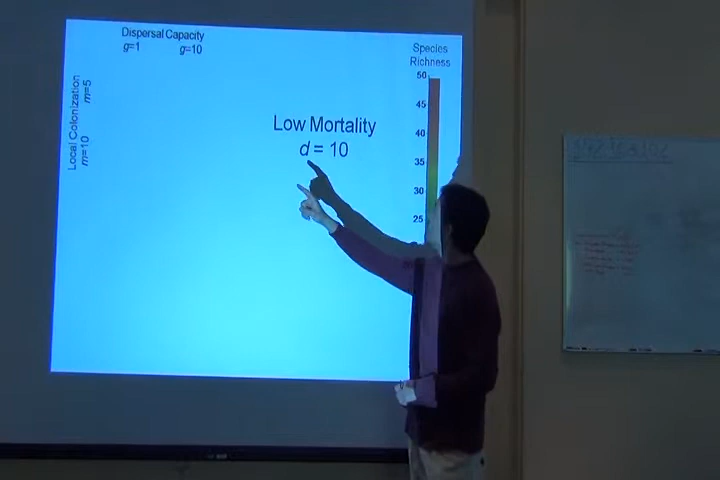 Dispersal Capacity
g=1 g=10
Local Colonization
m=10 m=5
Low Mortality
d = 10
Species
Richness
50
45
40
35
30
25